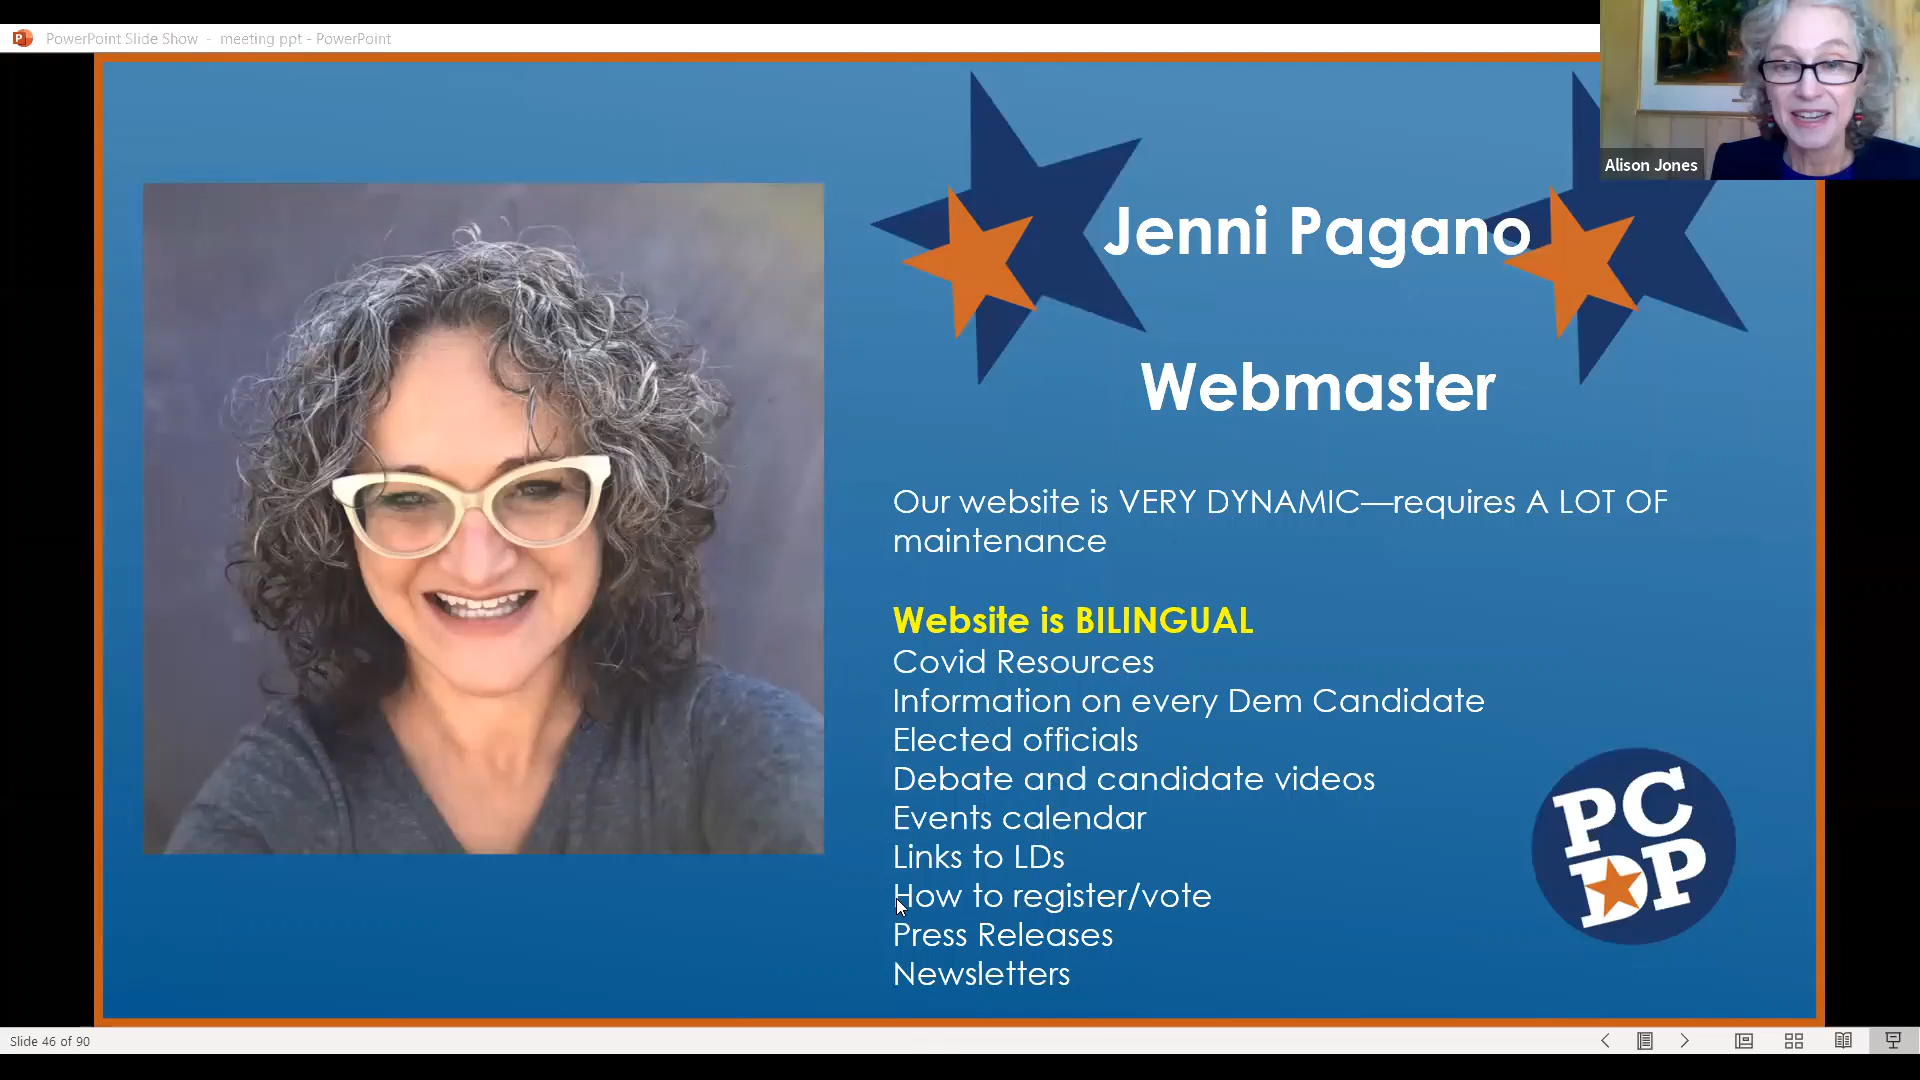 PowerPoint Slide Show - meeting ppt - PowerPoint
Alison Jones
Jenni Pagano
Webmaster
Our website is VERY DYNAMIC—requires A LOT OF
maintenance
Website is BILINGUAL
Covid Resources
Information on every Dem Candidate
Elected officials
Debate and candidate videos
Events calendar
Links to LDs
How to register/vote
Press Releases
Newsletters
PC
DP
Slide 46 of 90